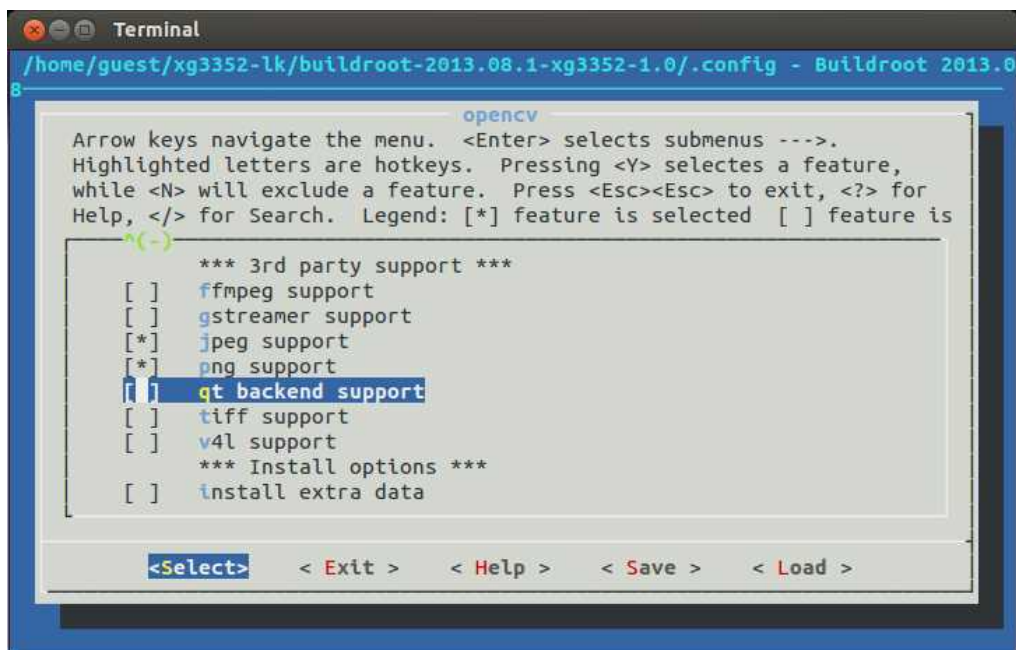 Terminal
/home/guest/xg3352-lk/buildroot-2013.08.1-xg3352-1.0/.config - Buildroot 2013.0
8
opencv
Arrow keys navigate the menu.  <Enter> selects submenus --->.
Highlighted letters are hotkeys.  Pressing <Y> selectes a feature,
while <N> will exclude a feature.  Press <Esc><Esc> to exit, <?> for
Help, </> for Search.  Legend: [*] feature is selected  [ ] feature is
^(-)
*** 3rd party support ***
[ ] ffmpeg support
[ ] gstreamer support
[*] jpeg support
[*] png support
[ ] qt backend support
[ ] tiff support
[ ] v4l support
*** Install options ***
[ ] install extra data
<Select> < Exit > < Help > < Save > < Load >